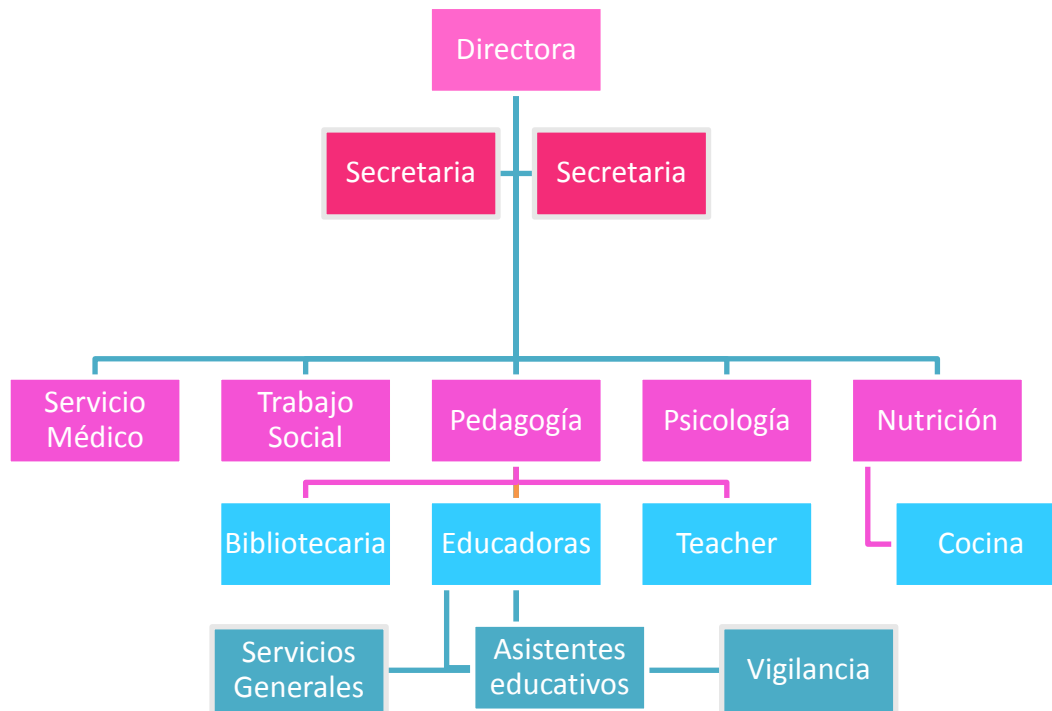 Directora
Secretaria
Secretaria
Servicio
Médico
Trabajo
Social
Pedagogía
Psicología
Nutrición
Bibliotecaria
Educadoras
Teacher
Cocina
Servicios
Generales
Asistentes
educativos
Vigilancia